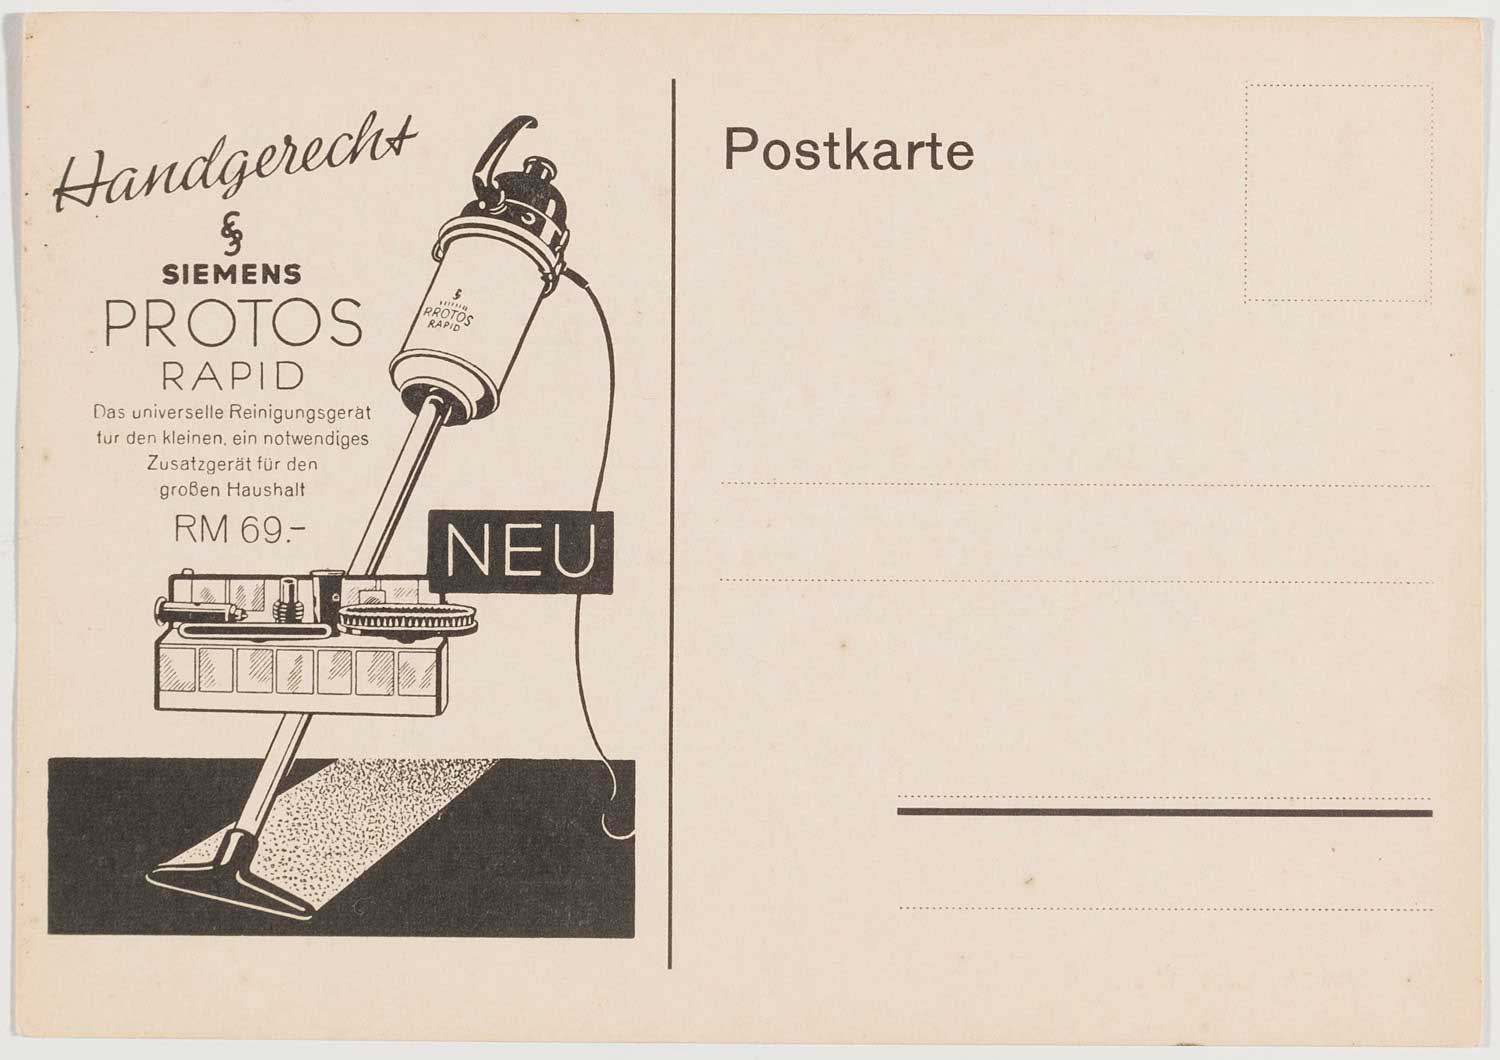 Handgerecht
SIEMENS
PROTOS
RAPID
Das universelle Reinigungsgerät
für den kleinen, ein notwendiges
Zusatzgerät für den
großen Haushalt
RM 69.-
PROTOS
RAPID
NEU
Postkarte